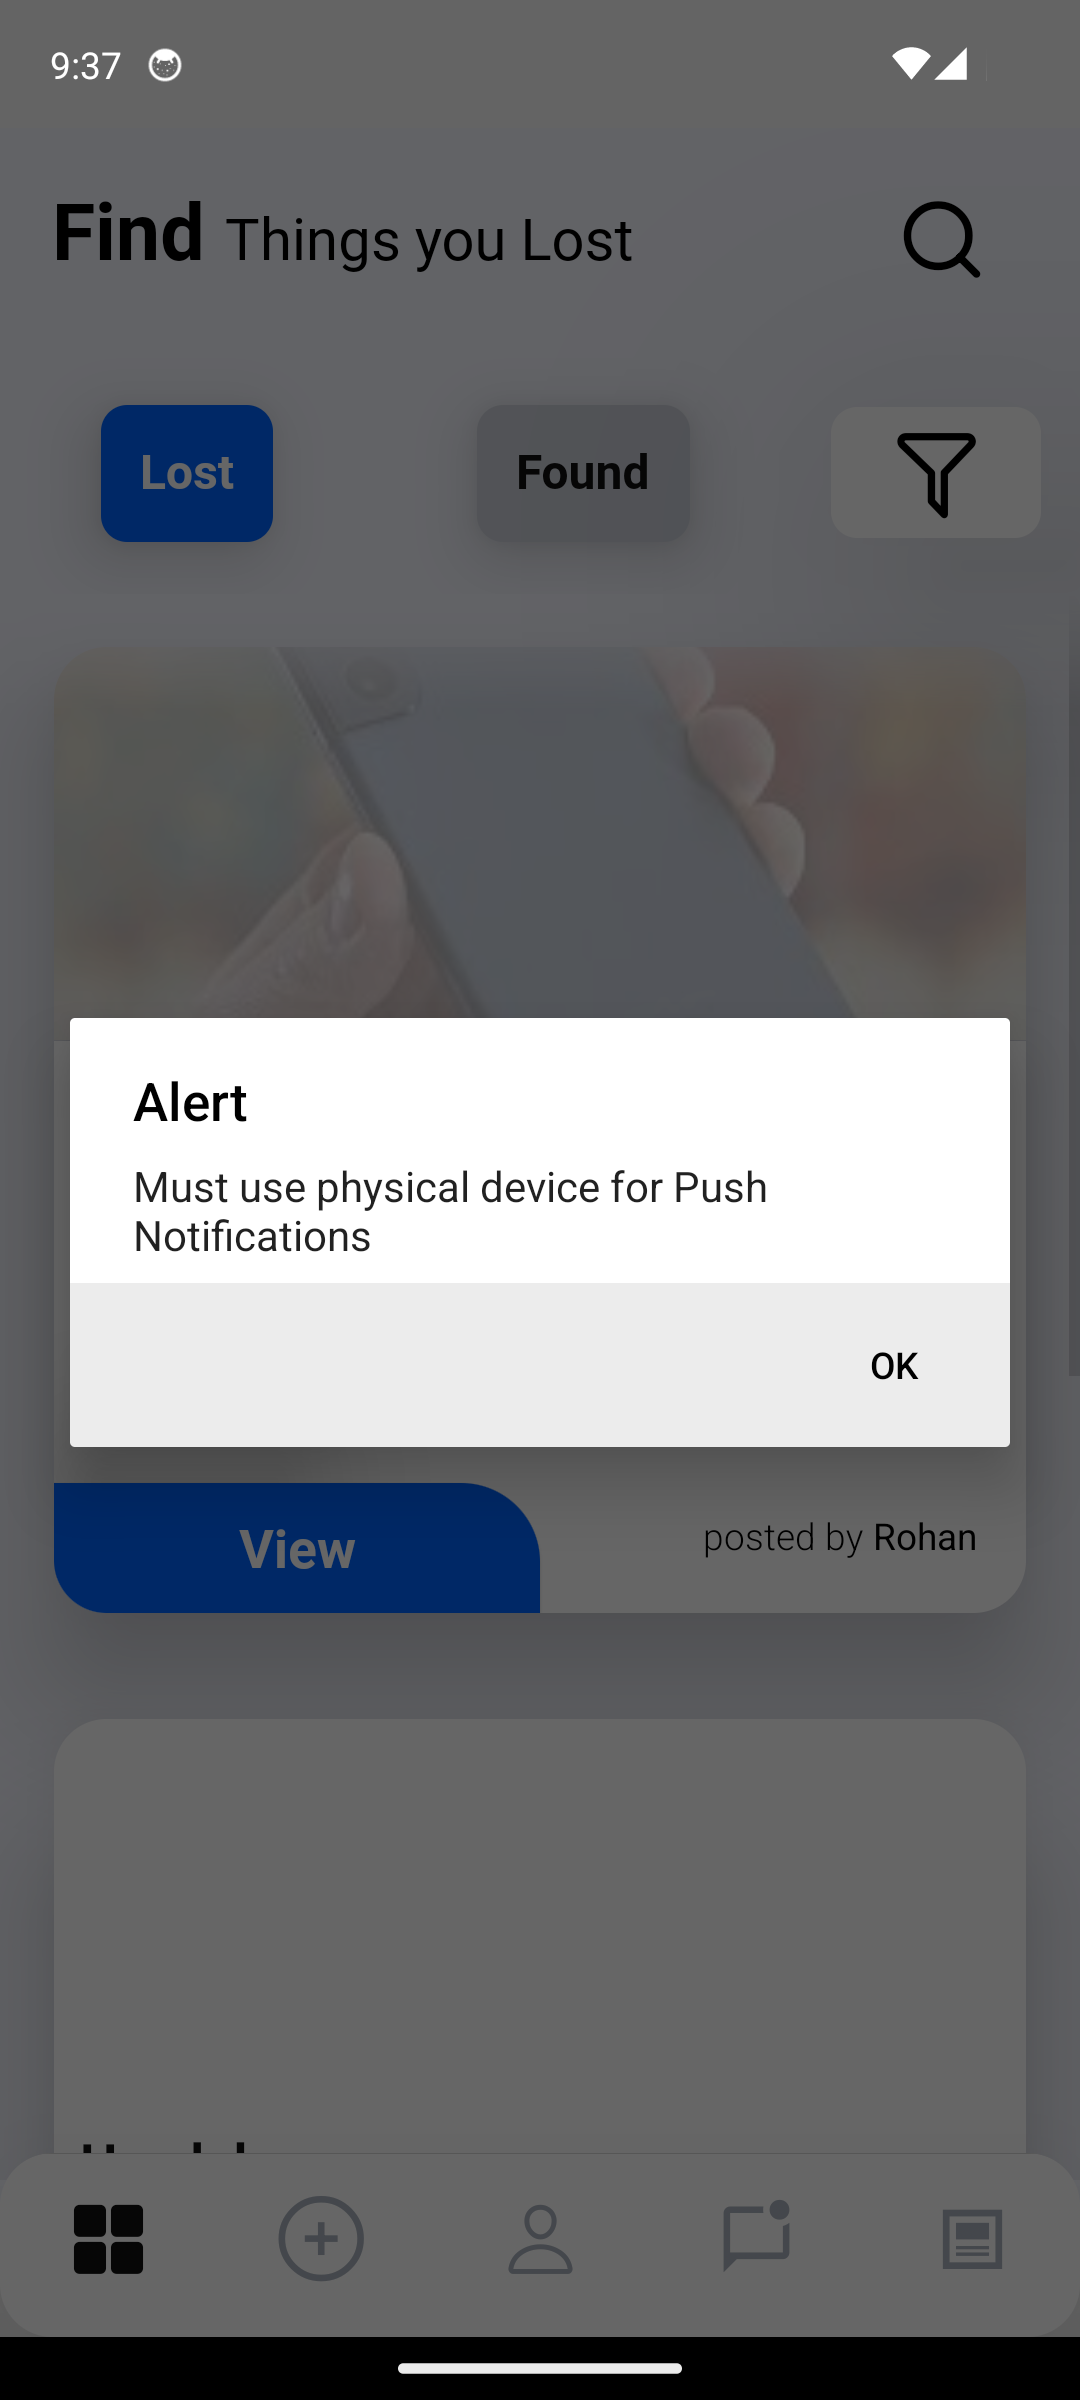 9:37
Find Things you Lost
Lost
Found
Alert
Must use physical device for Push
Notifications
OK
View
posted by Rohan